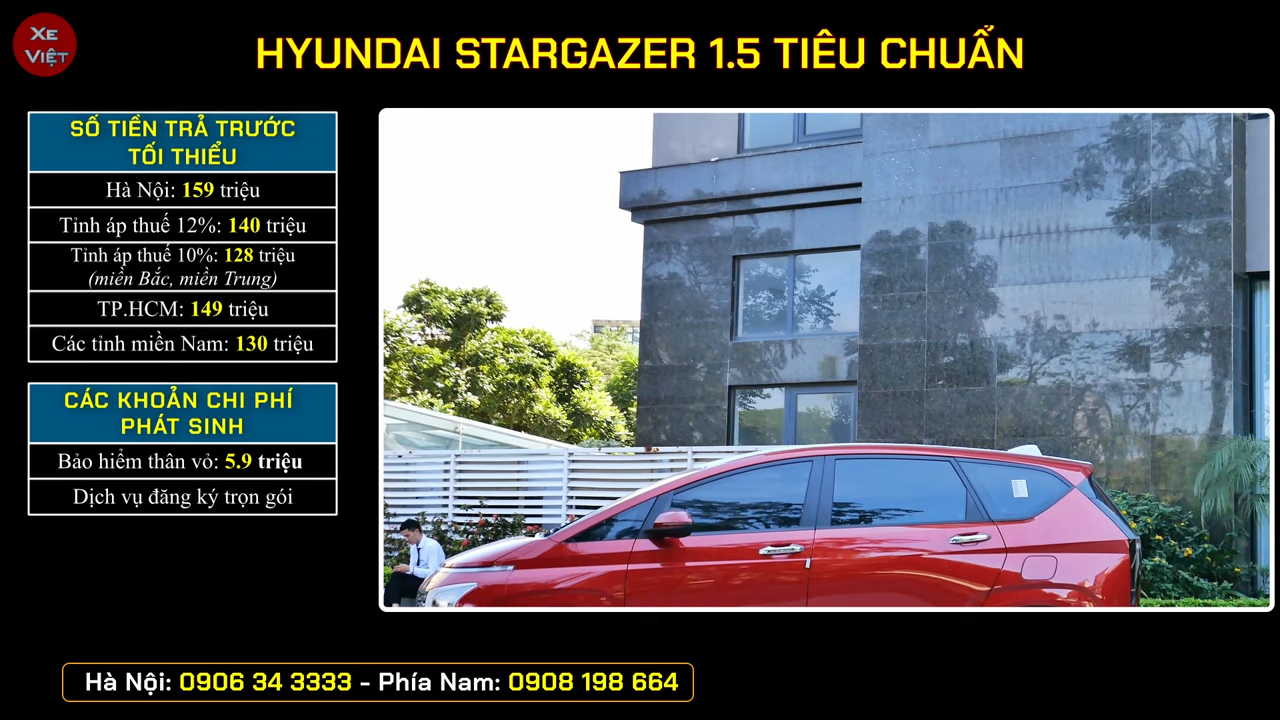 XE
VIỆT
HYUNDAI STARGAZER 1.5 TIÊU CHUẨN
SỐ TIỀN TRẢ TRƯỚC
TỐI THIỂU
Hà Nội: 159 triệu
Tỉnh áp thuế 12%: 140 triệu
Tỉnh áp thuế 10%: 128 triệu
(miền Bắc, miền Trung)
TP.HCM: 149 triệu
Các tỉnh miền Nam: 130 triệu
CÁC KHOẢN CHI PHÍ
PHÁT SINH
Bảo hiểm thân vỏ: 5.9 triệu
Dịch vụ đăng ký trọn gói
Hà Nội: 0906 34 3333 - Phía Nam: 0908 198 664